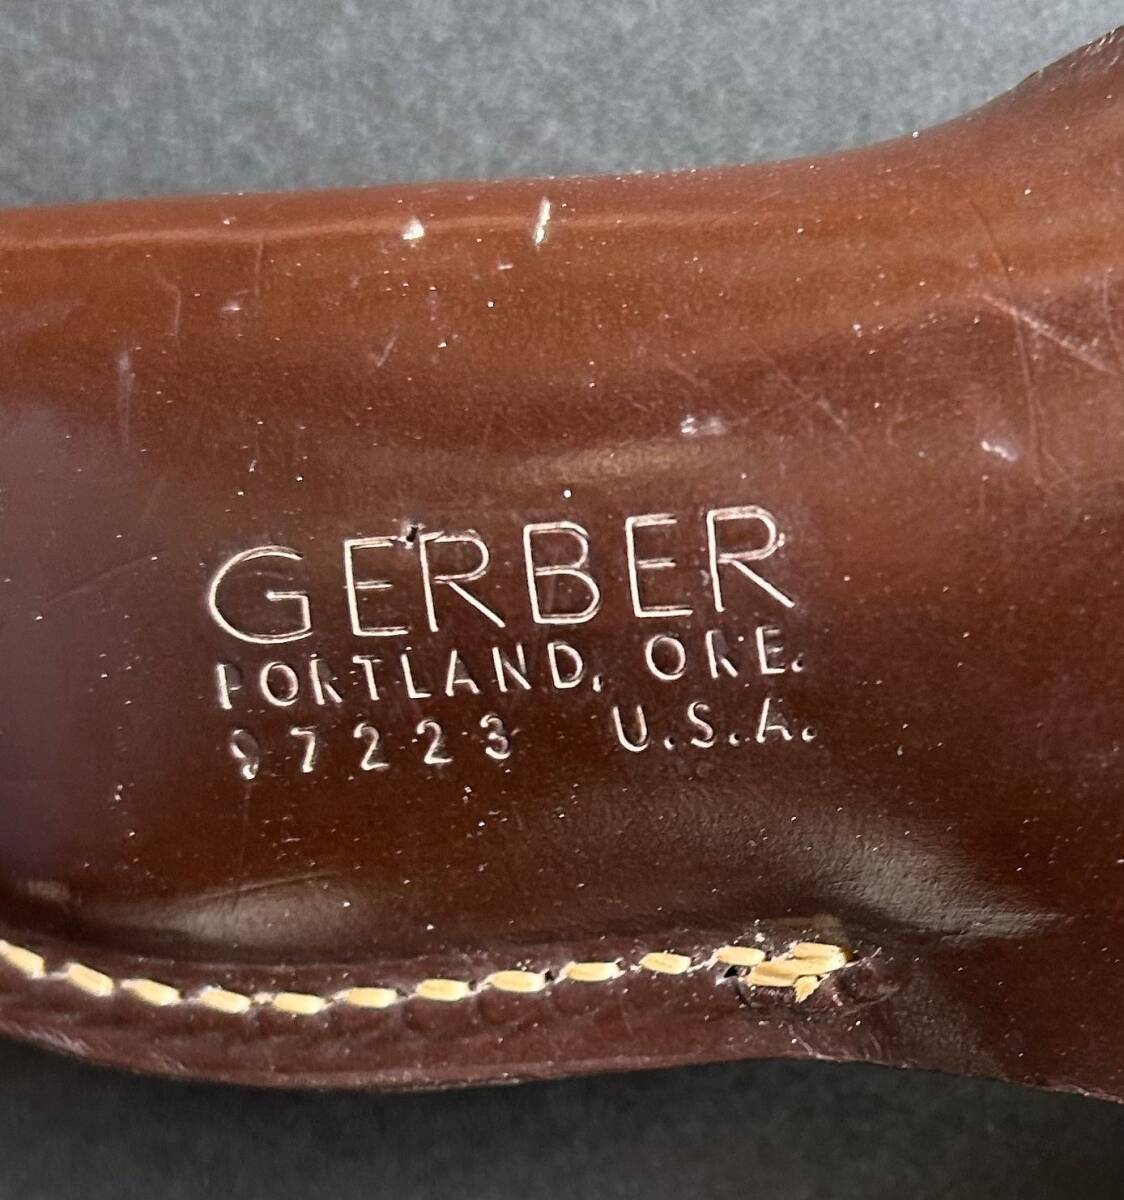 GERBER
PORTLAND, ORE.
97223 U.S.A.